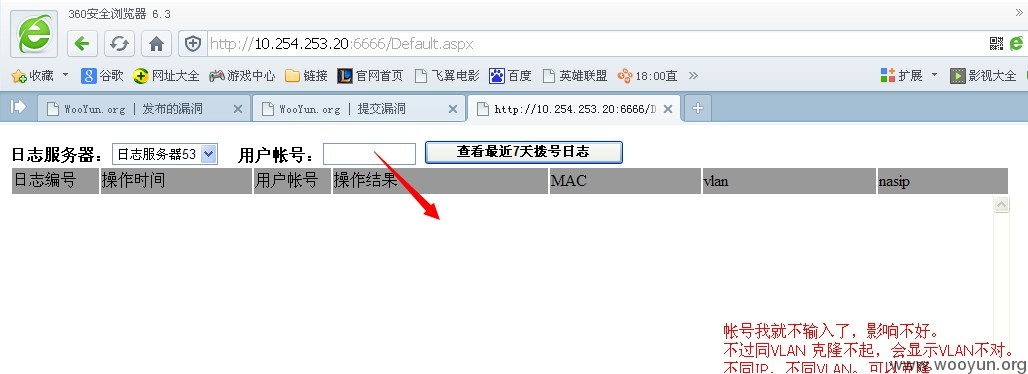 360安全浏览器 6.3
http://10.254.253.20:6666/Default.aspx
收藏 谷歌 网址大全 游戏中心 链接 官网首页 飞翼电影 百度 英雄联盟 18:00直 » 扩展 影视大全
WooYun.org | 发布的漏洞 WooYun.org | 提交漏洞 http://10.254.253.20:6666/D
日志服务器： 日志服务器53 用户帐号： 查看最近7天拨号日志
日志编号 操作时间 用户帐号 操作结果 MAC vlan nasip
帐号我就不输入了，影响不好。
不过同VLAN 克隆不起，会显示VLAN不对。
不同IP，不同VLAN。可以克隆
www.wooyun.org